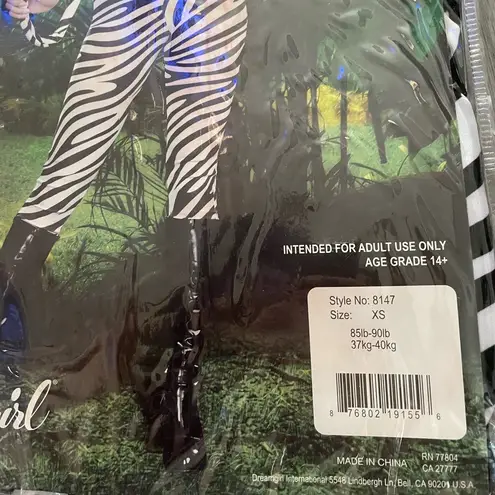 INTENDED FOR ADULT USE ONLY
AGE GRADE 14+
Style No: 8147
Size: XS
85lb-90lb
37kg-40kg
8 76802 19155 6
irl
MADE IN CHINA
RN 77804
CA 27777
Dreamgirl International 5548 Lindbergh Ln, Bell, CA 90201 U.S.A.